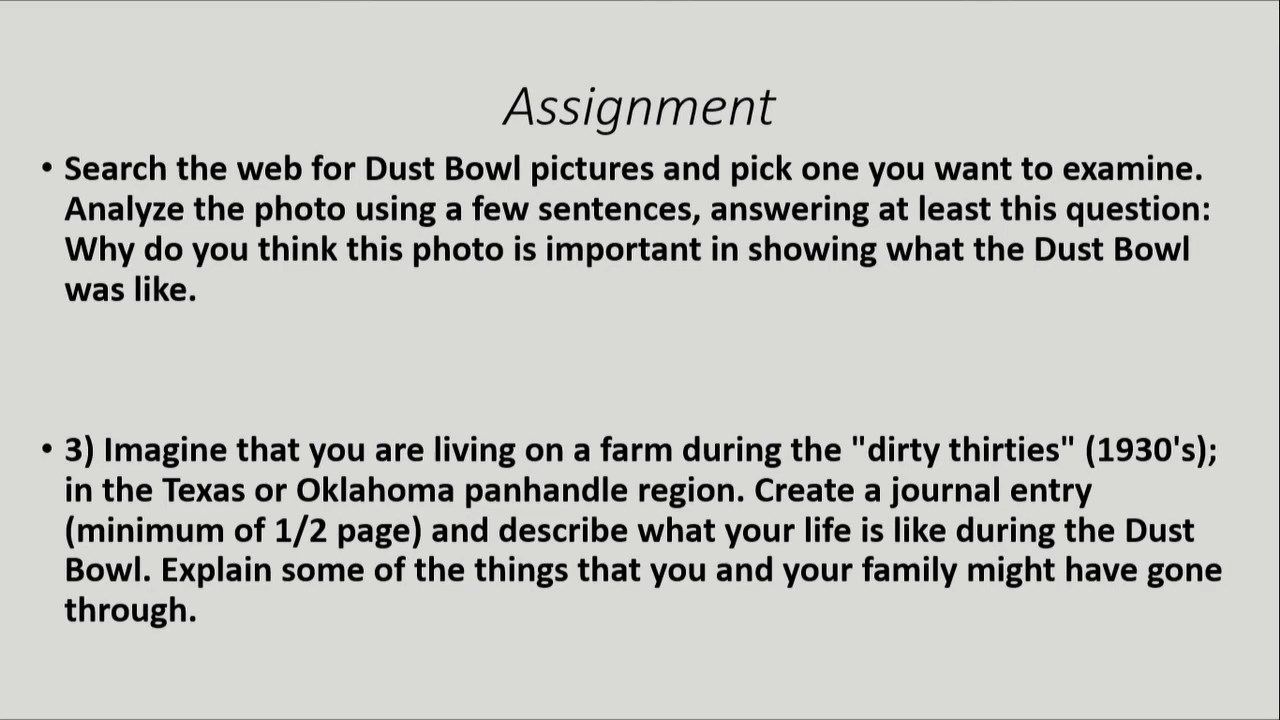 Assignment
• Search the web for Dust Bowl pictures and pick one you want to examine.
Analyze the photo using a few sentences, answering at least this question:
Why do you think this photo is important in showing what the Dust Bowl
was like.
• 3) Imagine that you are living on a farm during the "dirty thirties" (1930's);
in the Texas or Oklahoma panhandle region. Create a journal entry
(minimum of 1/2 page) and describe what your life is like during the Dust
Bowl. Explain some of the things that you and your family might have gone
through.